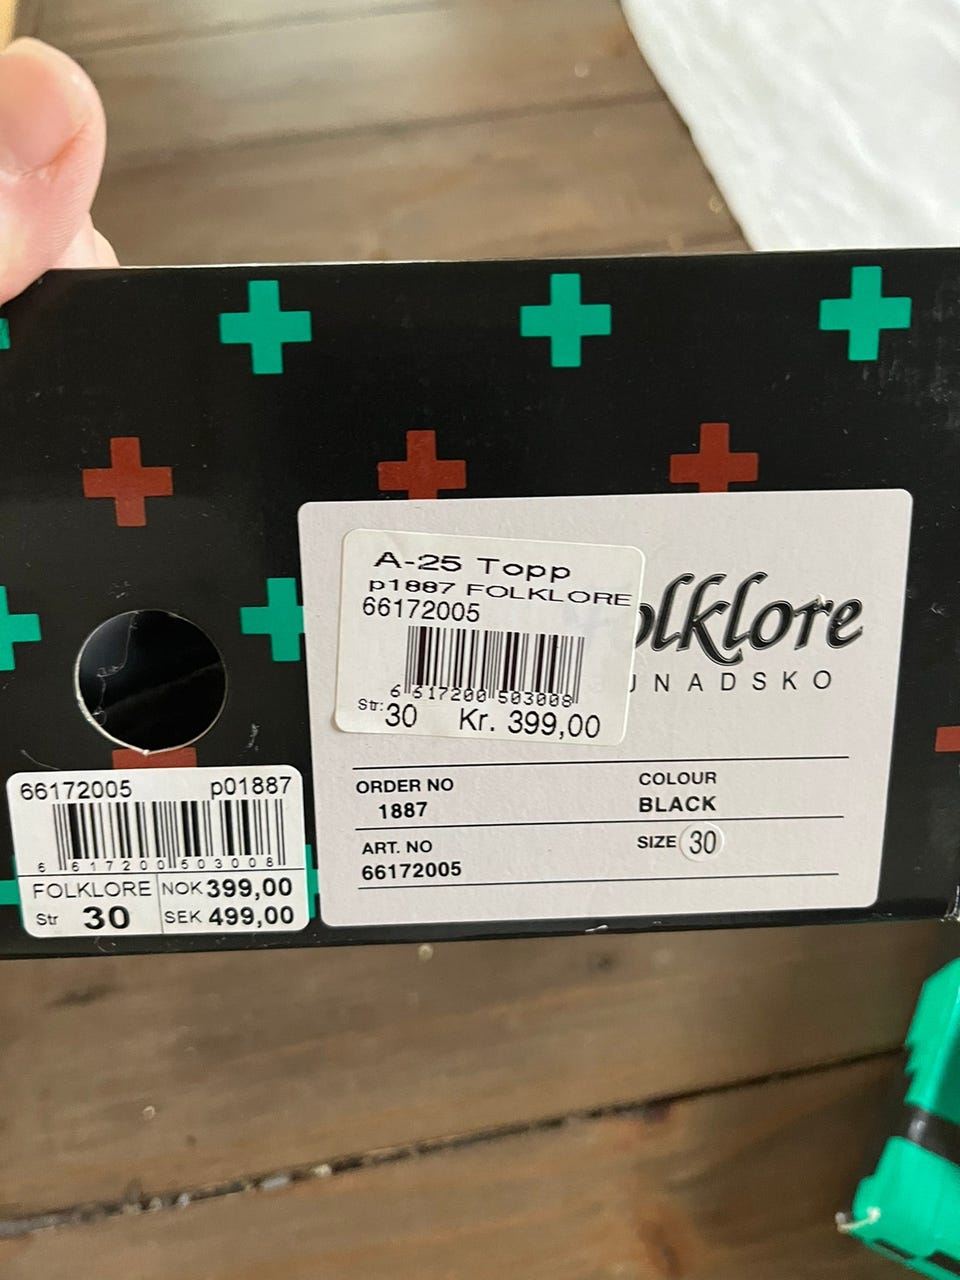 A-25 Topp
p1887 FOLKLORE
66172005
6 617200 503008
Str: 30 Kr. 399,00
olklore
UNADSKO
ORDER NO
1887
COLOUR
BLACK
ART. NO
66172005
SIZE 30
66172005 p01887
6 617200 503008
FOLKLORE NOK 399,00
Str 30 SEK 499,00